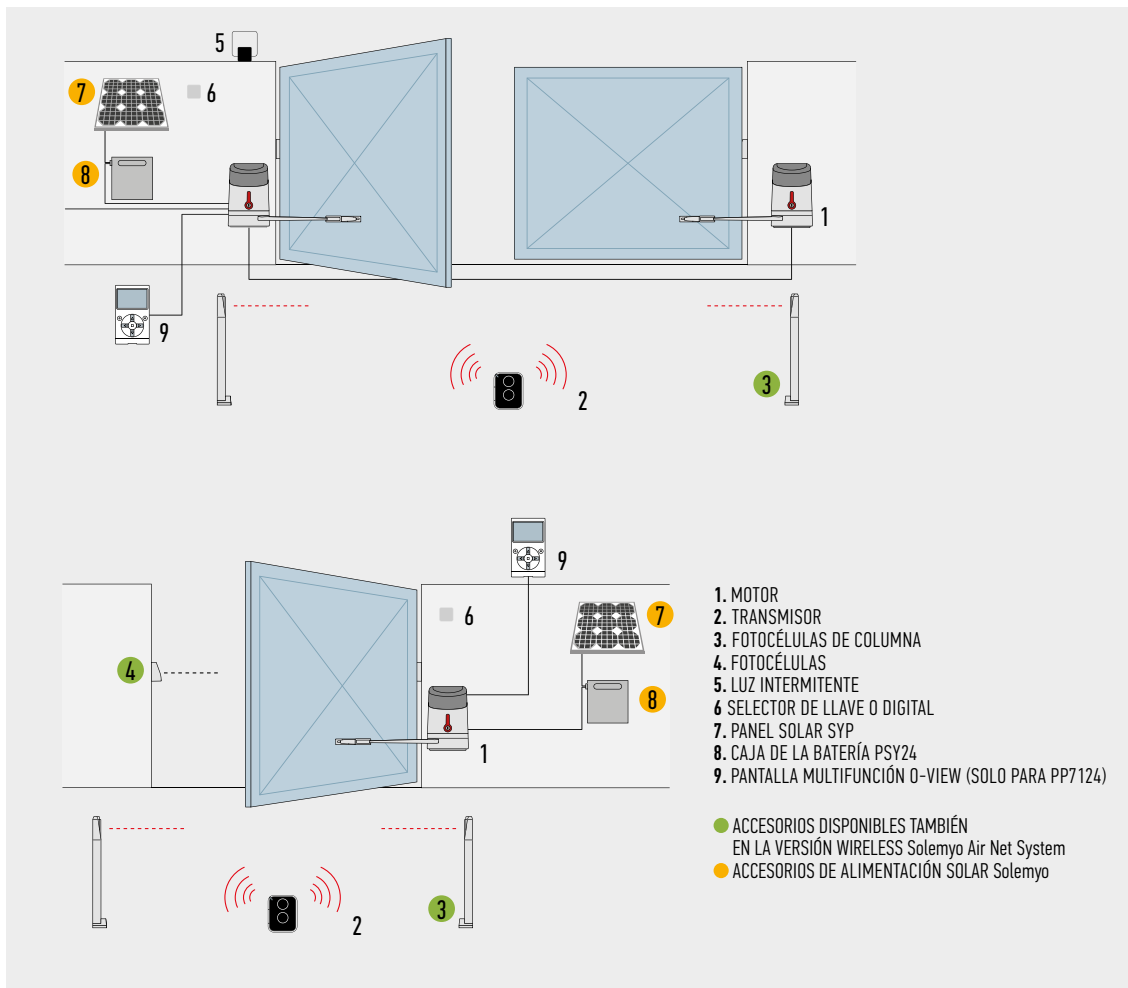 5
7
6
8
1
9
3
2
9
6
7
4
8
1
3
2
1. MOTOR
2. TRANSMISOR
3. FOTOCÉLULAS DE COLUMNA
4. FOTOCÉLULAS
5. LUZ INTERMITENTE
6 SELECTOR DE LLAVE O DIGITAL
7. PANEL SOLAR SYP
8. CAJA DE LA BATERÍA PSY24
9. PANTALLA MULTIFUNCIÓN O-VIEW (SOLO PARA PP7124)
ACCESORIOS DISPONIBLES TAMBIÉN
EN LA VERSIÓN WIRELESS Solemyo Air Net System
ACCESORIOS DE ALIMENTACIÓN SOLAR Solemyo